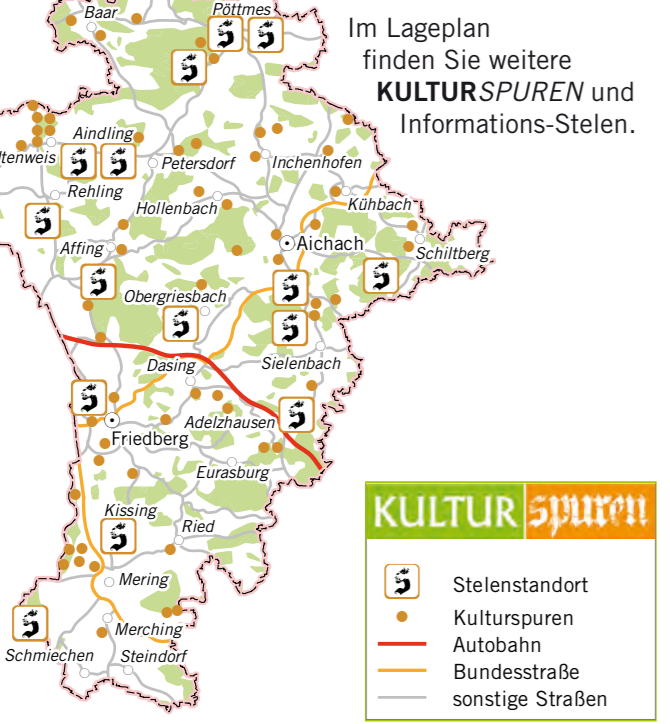 Im Lageplan
finden Sie weitere
KULTURSPUREN und
Informations-Stelen.
Baar
Pöttmes
Aindling
ltenweis
Petersdorf
Inchenhofen
Rehling
Hollenbach
Kühbach
Affing
Aichach
Schiltberg
Obergriesbach
Dasing
Sielenbach
Adelzhausen
Friedberg
Eurasburg
Kissing
Ried
Mering
Merching
Schmiechen
Steindorf
KULTUR spuren
Stelenstandort
Kulturspuren
Autobahn
Bundesstraße
sonstige Straßen